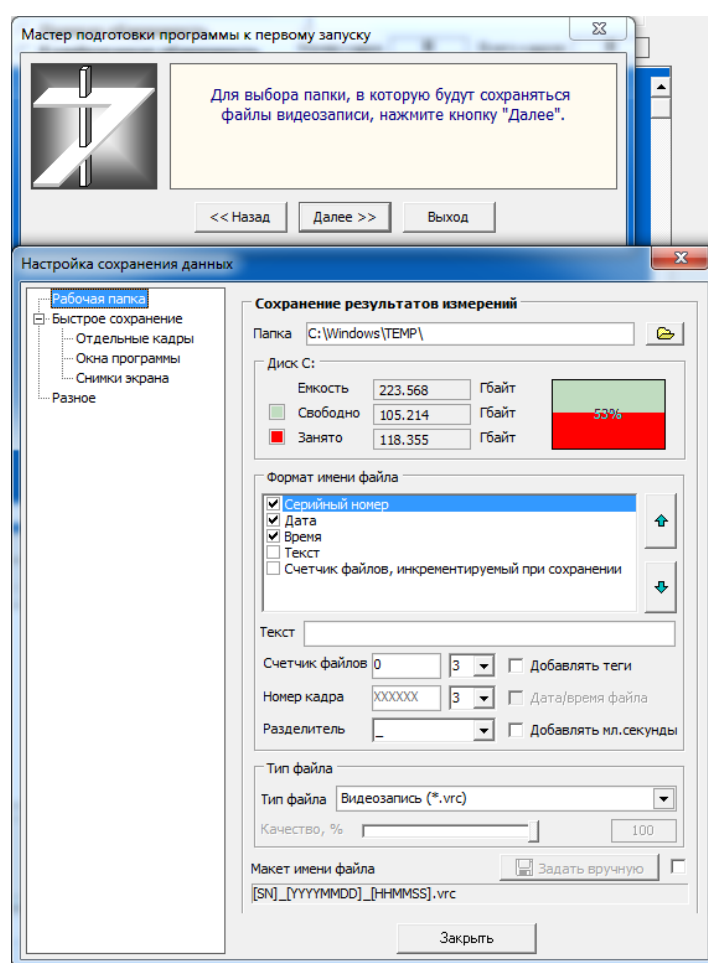 Мастер подготовки программы к первому запуску
Для выбора папки, в которую будут сохраняться
файлы видеозаписи, нажмите кнопку "Далее".
<< Назад
Далее >>
Выход
Настройка сохранения данных
Рабочая папка
Быстрое сохранение
Отдельные кадры
Окна программы
Снимки экрана
Разное
Сохранение результатов измерений
Папка C:\Windows\TEMP\
Диск C:
Емкость 223.568 Гбайт
Свободно 105.214 Гбайт
Занято 118.355 Гбайт
53%
Формат имени файла
Серийный номер
Дата
Время
Текст
Счетчик файлов, инкрементируемый при сохранении
Текст
Счетчик файлов 0 3 Добавлять теги
Номер кадра XXXXXX 3 Дата/время файла
Разделитель _ Добавлять мл.секунды
Тип файла
Тип файла Видеозапись (*.vrc)
Качество, % 100
Макет имени файла Задать вручную
[SN]_[YYYYMMDD]_[HHMMSS].vrc
Закрыть